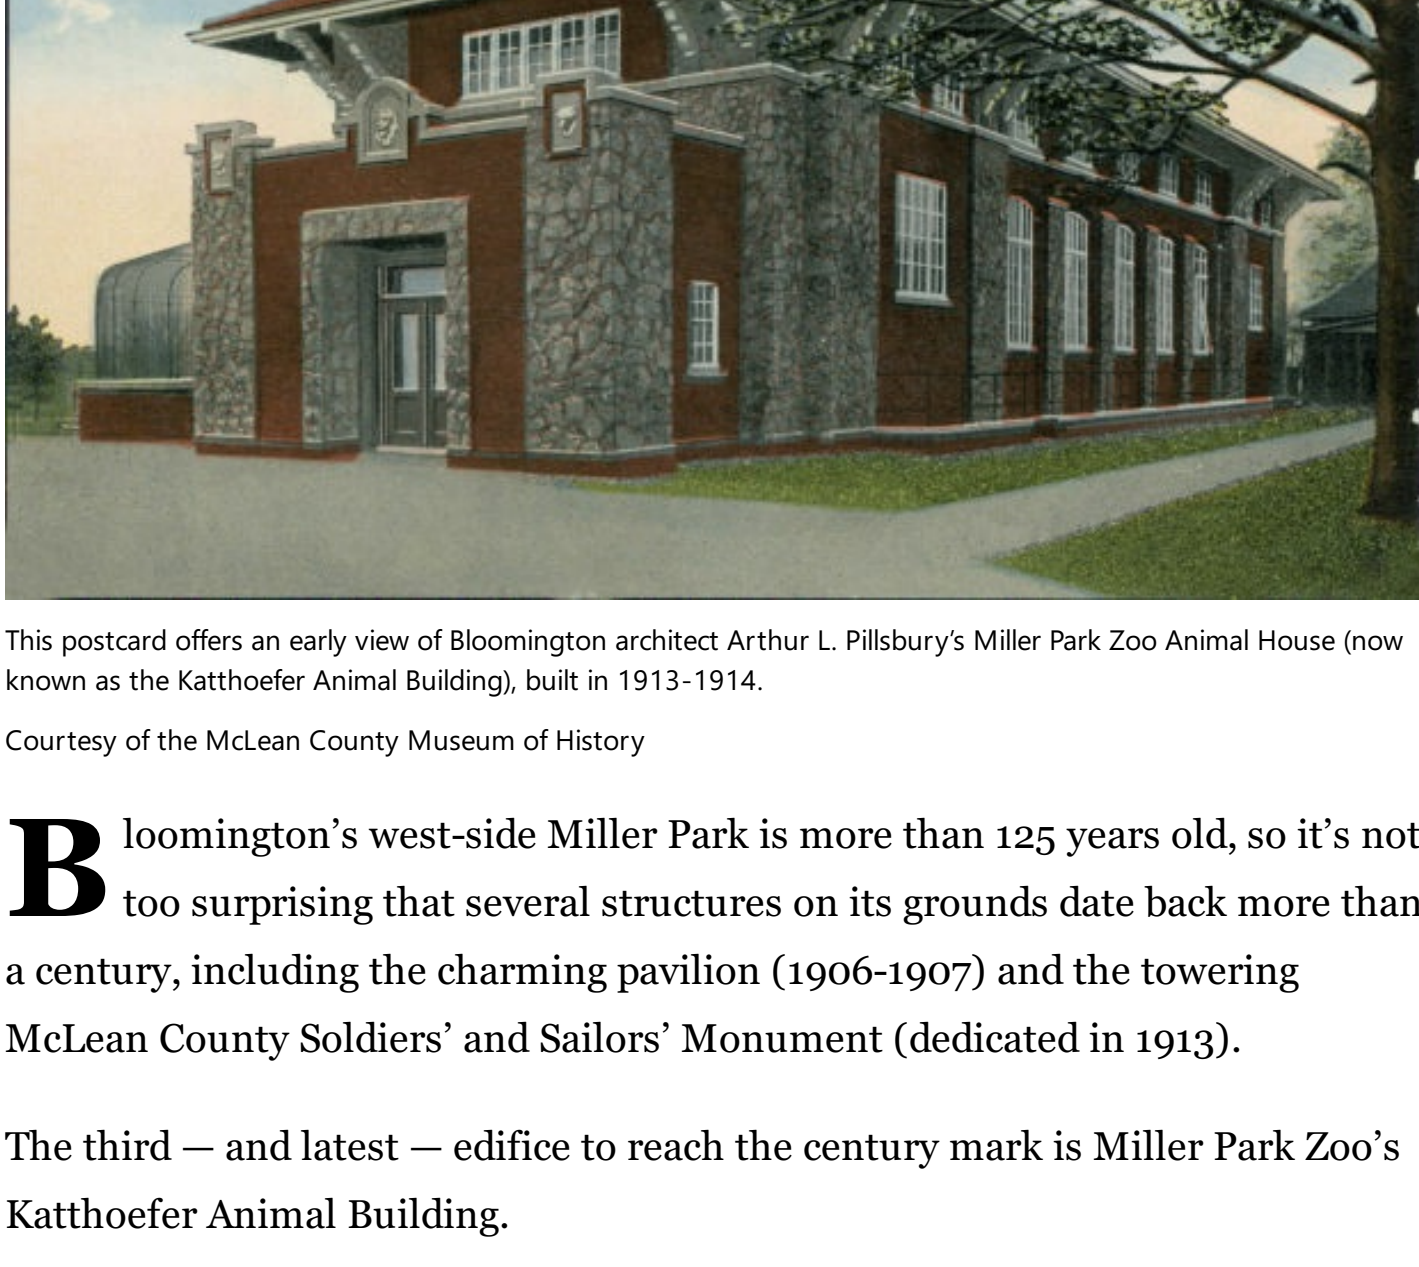 This postcard offers an early view of Bloomington architect Arthur L. Pillsbury’s Miller Park Zoo Animal House (now
known as the Katthoefer Animal Building), built in 1913-1914.
Courtesy of the McLean County Museum of History
Bloomington’s west-side Miller Park is more than 125 years old, so it’s not
too surprising that several structures on its grounds date back more than
a century, including the charming pavilion (1906-1907) and the towering
McLean County Soldiers’ and Sailors’ Monument (dedicated in 1913).
The third — and latest — edifice to reach the century mark is Miller Park Zoo’s
Katthoefer Animal Building.